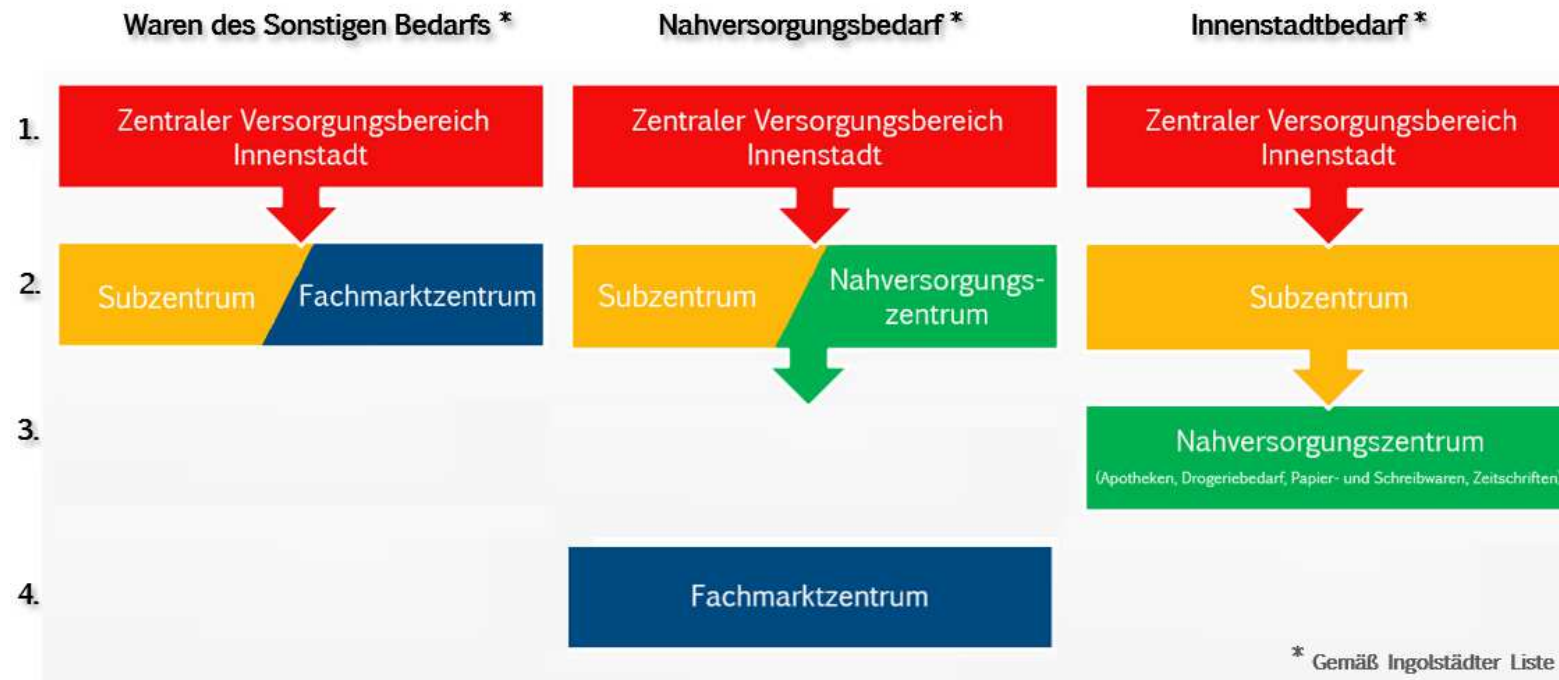 Waren des Sonstigen Bedarfs *
Nahversorgungsbedarf *
Innenstadtbedarf *
1.
Zentraler Versorgungsbereich
Innenstadt
Zentraler Versorgungsbereich
Innenstadt
Zentraler Versorgungsbereich
Innenstadt
2.
Subzentrum
Fachmarktzentrum
Subzentrum
Nahversorgungs-
zentrum
Subzentrum
3.
Nahversorgungszentrum
(Apotheken, Drogeriebedarf, Papier- und Schreibwaren, Zeitschriften)
4.
Fachmarktzentrum
* Gemäß Ingolstädter Liste